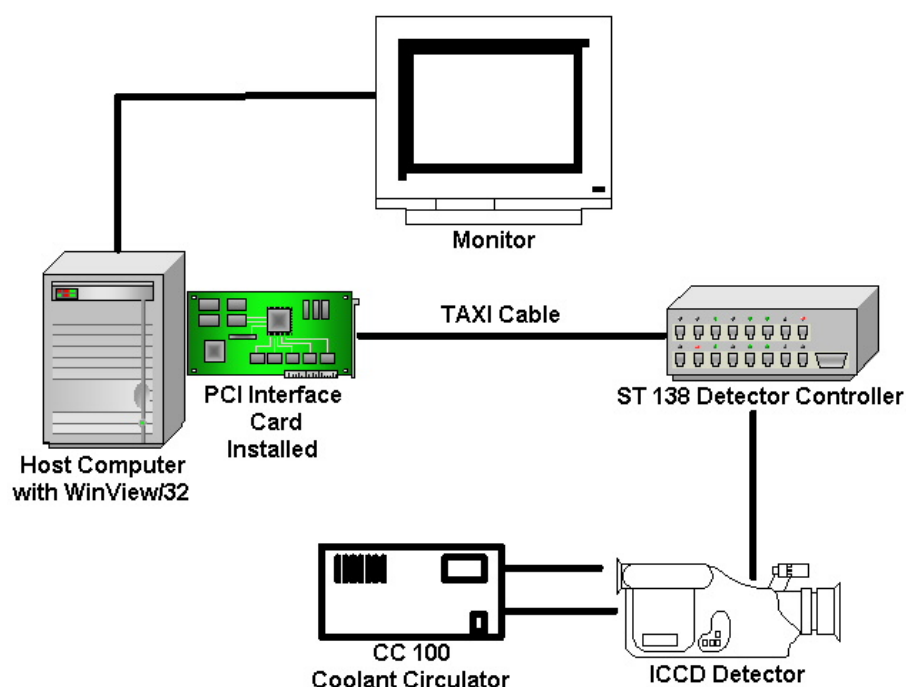 Monitor
TAXI Cable
PCI Interface
Card
Installed
ST 138 Detector Controller
Host Computer
with WinView/32
CC 100
Coolant Circulator
ICCD Detector